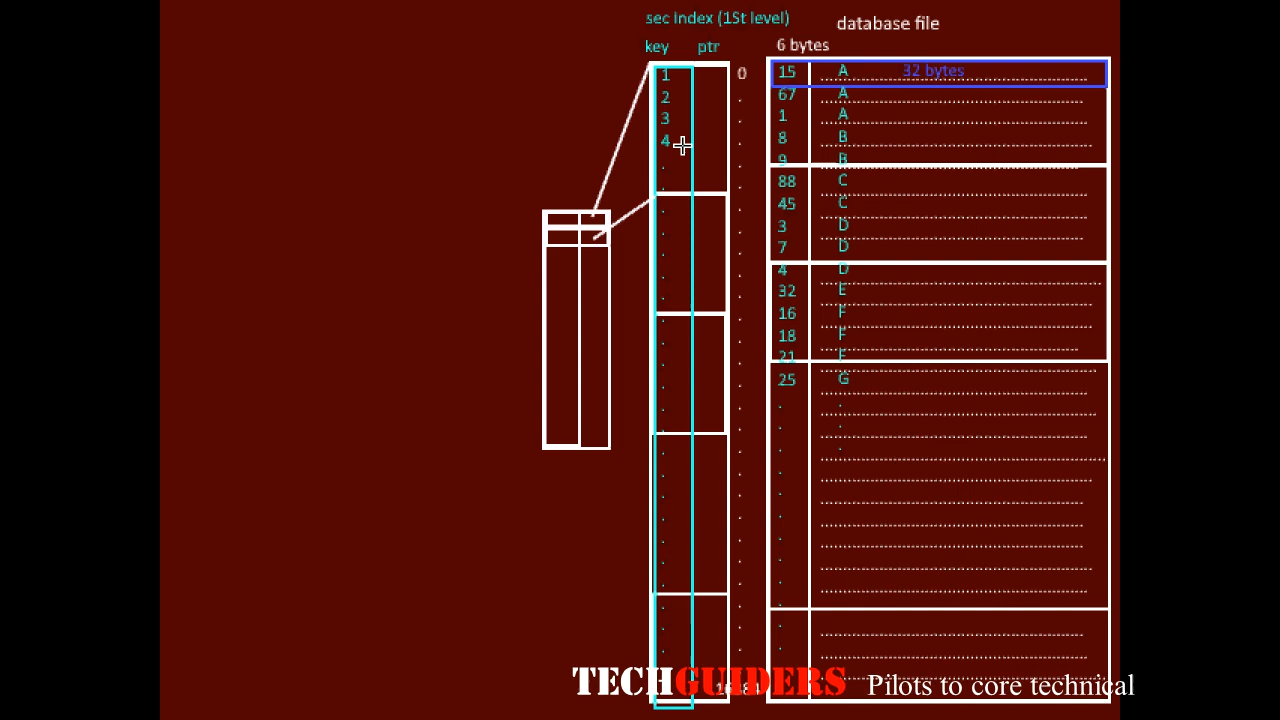 sec index (1St level)
database file
key ptr
6 bytes
1
2
3
4
0
15 A 32 bytes
67 A
1 A
8 B
9 B
88 C
45 C
3 D
7 D
4 D
32 E
16 F
18 F
21 F
25 G
TECHGUIDERS
Pilots to core technical